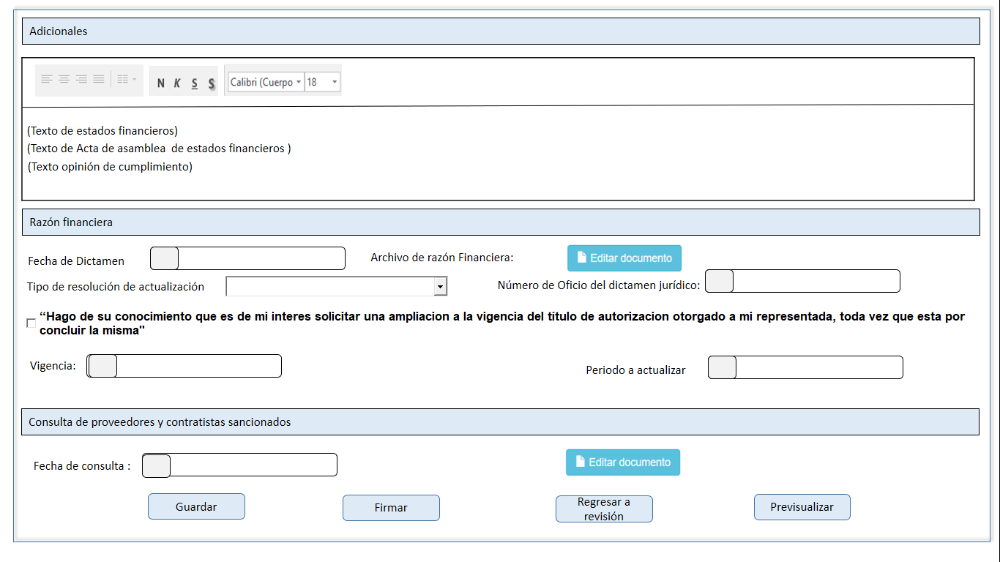 Adicionales
N K S S Calibri (Cuerpo 18
(Texto de estados financieros)
(Texto de Acta de asamblea de estados financieros )
(Texto opinión de cumplimiento)
Razón financiera
Fecha de Dictamen Archivo de razón Financiera: Editar documento
Tipo de resolución de actualización Número de Oficio del dictamen jurídico:
“Hago de su conocimiento que es de mi interes solicitar una ampliacion a la vigencia del título de autorizacion otorgado a mi representada, toda vez que esta por
concluir la misma"
Vigencia: Periodo a actualizar
Consulta de proveedores y contratistas sancionados
Fecha de consulta : Editar documento
Guardar Firmar Regresar a Previsualizar
revisión